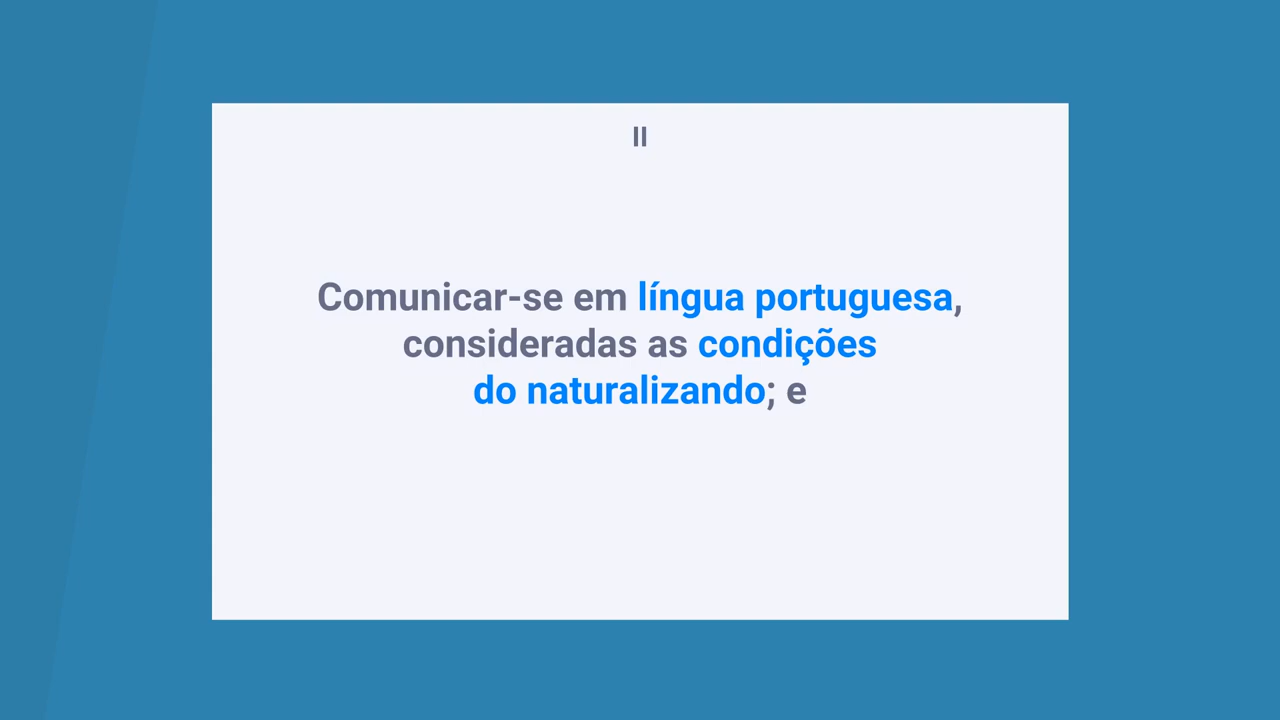 II
Comunicar-se em língua portuguesa,
consideradas as condições
do naturalizando; e